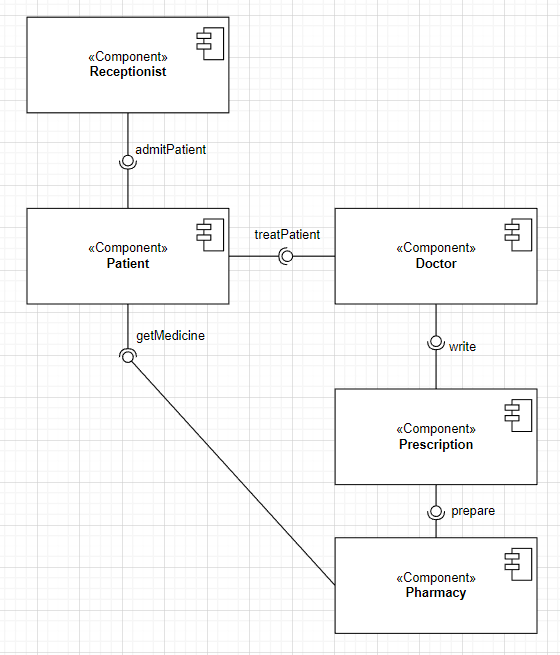 «Component»
Receptionist
admitPatient
«Component»
Patient
treatPatient
«Component»
Doctor
getMedicine
write
«Component»
Prescription
prepare
«Component»
Pharmacy